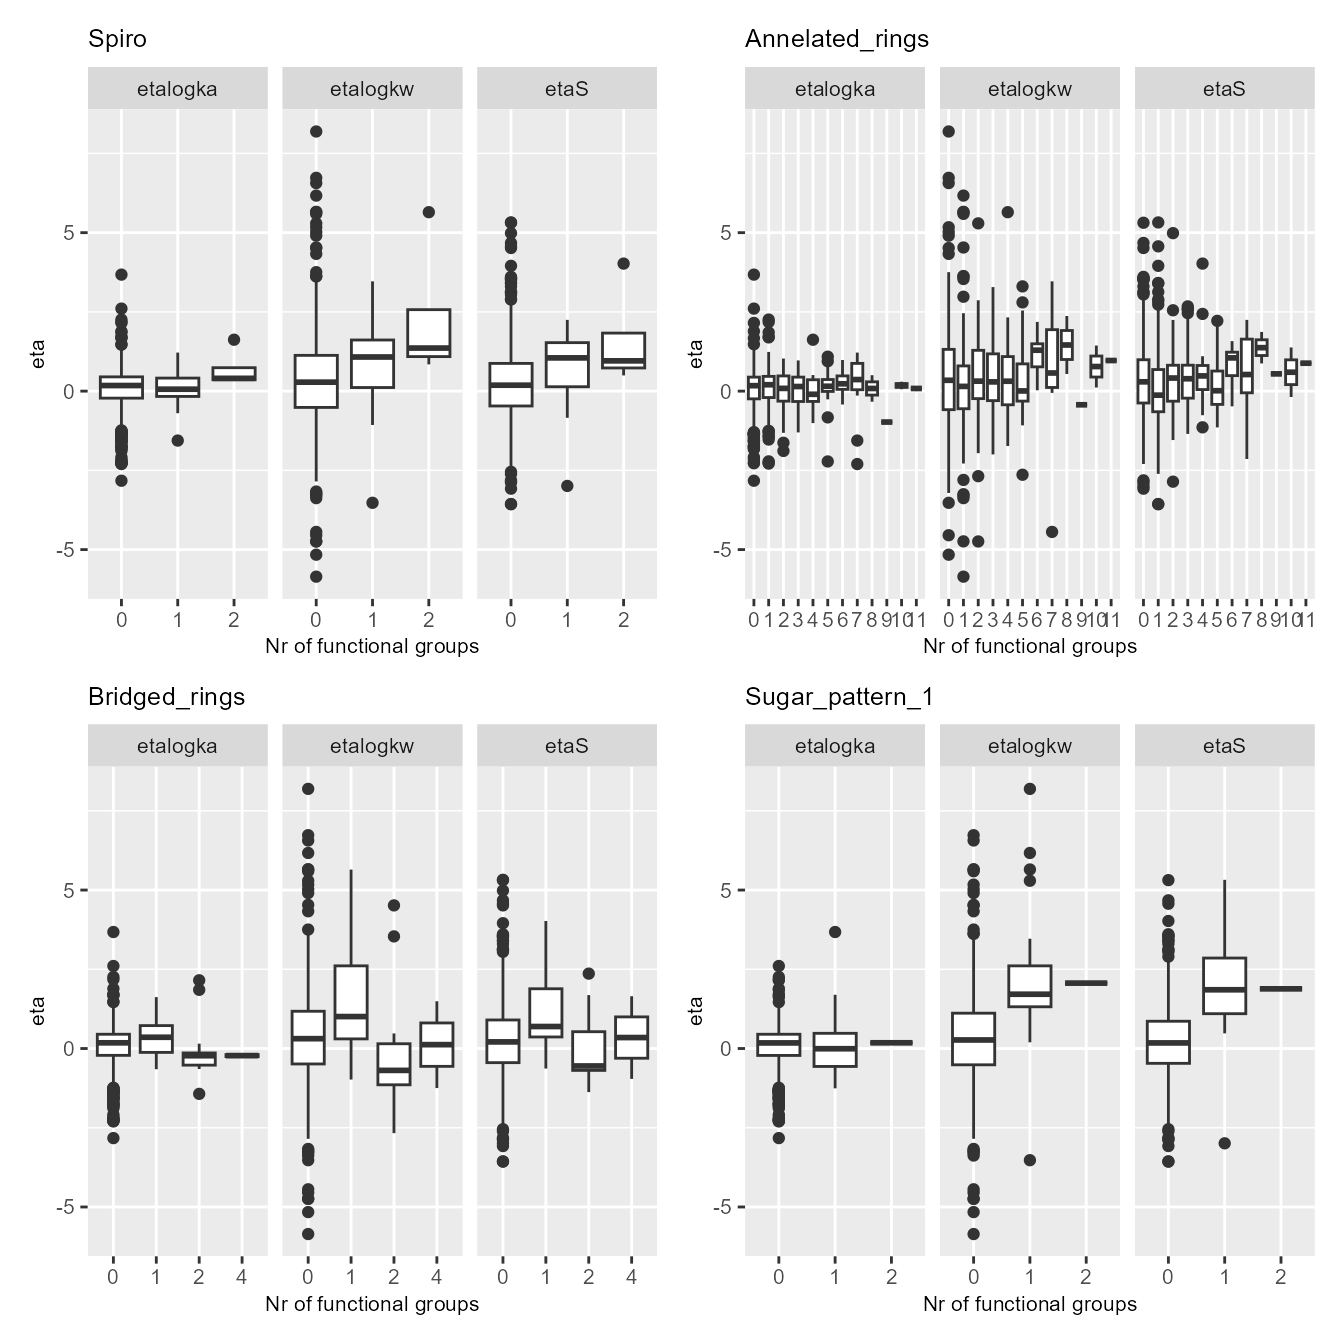 Spiro
etalogka etalogkw etaS
5
0
-5
eta
0 1 2 0 1 2 0 1 2
Nr of functional groups
Annelated_rings
etalogka etalogkw etaS
5
0
-5
eta
0 1 2 3 4 5 6 7 8 9 10 11 0 1 2 3 4 5 6 7 8 9 10 11 0 1 2 3 4 5 6 7 8 9 10 11
Nr of functional groups
Bridged_rings
etalogka etalogkw etaS
5
0
-5
eta
0 1 2 4 0 1 2 4 0 1 2 4
Nr of functional groups
Sugar_pattern_1
etalogka etalogkw etaS
5
0
-5
eta
0 1 2 0 1 2 0 1 2
Nr of functional groups